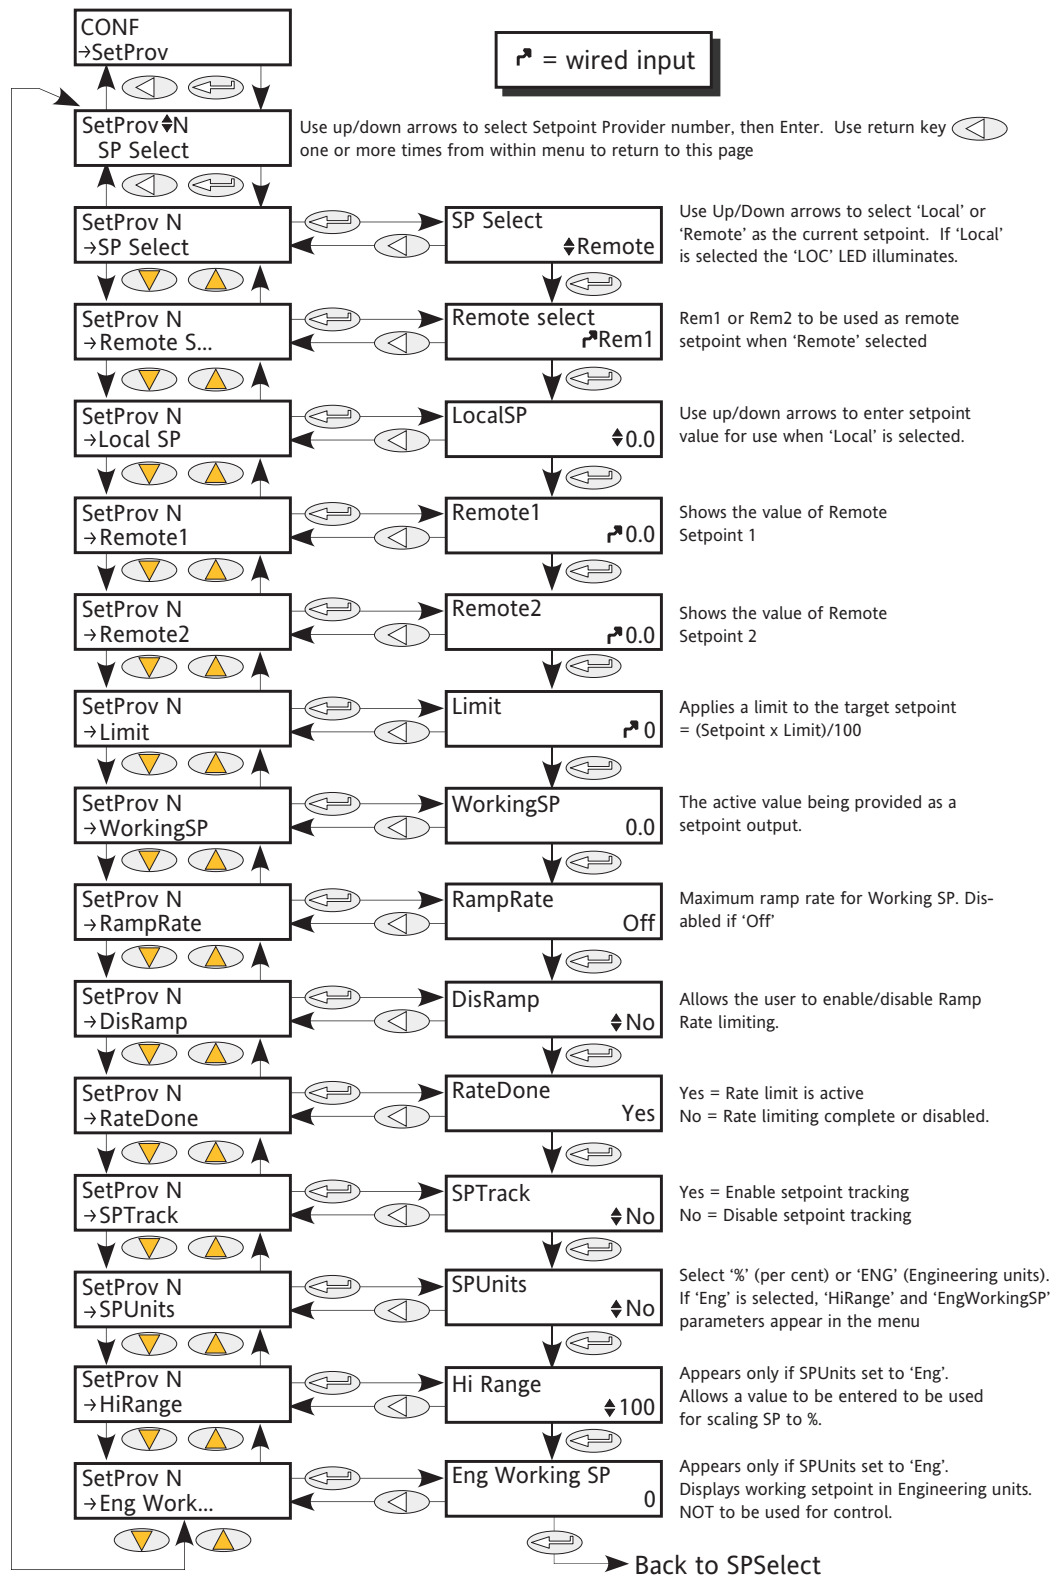 CONF
→SetProv
= wired input
SetProv♦N
SP Select
Use up/down arrows to select Setpoint Provider number, then Enter. Use return key
one or more times from within menu to return to this page
SetProv N
→SP Select
SP Select
♦Remote
Use Up/Down arrows to select ‘Local’ or
‘Remote’ as the current setpoint. If ‘Local’
is selected the ‘LOC’ LED illuminates.
SetProv N
→Remote S...
Remote select
Rem1
Rem1 or Rem2 to be used as remote
setpoint when ‘Remote’ selected
SetProv N
→Local SP
LocalSP
♦0.0
Use up/down arrows to enter setpoint
value for use when ‘Local’ is selected.
SetProv N
→Remote1
Remote1
0.0
Shows the value of Remote
Setpoint 1
SetProv N
→Remote2
Remote2
0.0
Shows the value of Remote
Setpoint 2
SetProv N
→Limit
Limit
0
Applies a limit to the target setpoint
= (Setpoint x Limit)/100
SetProv N
→WorkingSP
WorkingSP
0.0
The active value being provided as a
setpoint output.
SetProv N
→RampRate
RampRate
Off
Maximum ramp rate for Working SP. Dis-
abled if ‘Off’
SetProv N
→DisRamp
DisRamp
♦No
Allows the user to enable/disable Ramp
Rate limiting.
SetProv N
→RateDone
RateDone
Yes
Yes = Rate limit is active
No = Rate limiting complete or disabled.
SetProv N
→SPTrack
SPTrack
♦No
Yes = Enable setpoint tracking
No = Disable setpoint tracking
SetProv N
→SPUnits
SPUnits
♦No
Select ‘%’ (per cent) or ‘ENG’ (Engineering units).
If ‘Eng’ is selected, ‘HiRange’ and ‘EngWorkingSP’
parameters appear in the menu
SetProv N
→HiRange
Hi Range
♦100
Appears only if SPUnits set to ‘Eng’.
Allows a value to be entered to be used
for scaling SP to %.
SetProv N
→Eng Work...
Eng Working SP
0
Appears only if SPUnits set to ‘Eng’.
Displays working setpoint in Engineering units.
NOT to be used for control.
Back to SPSelect